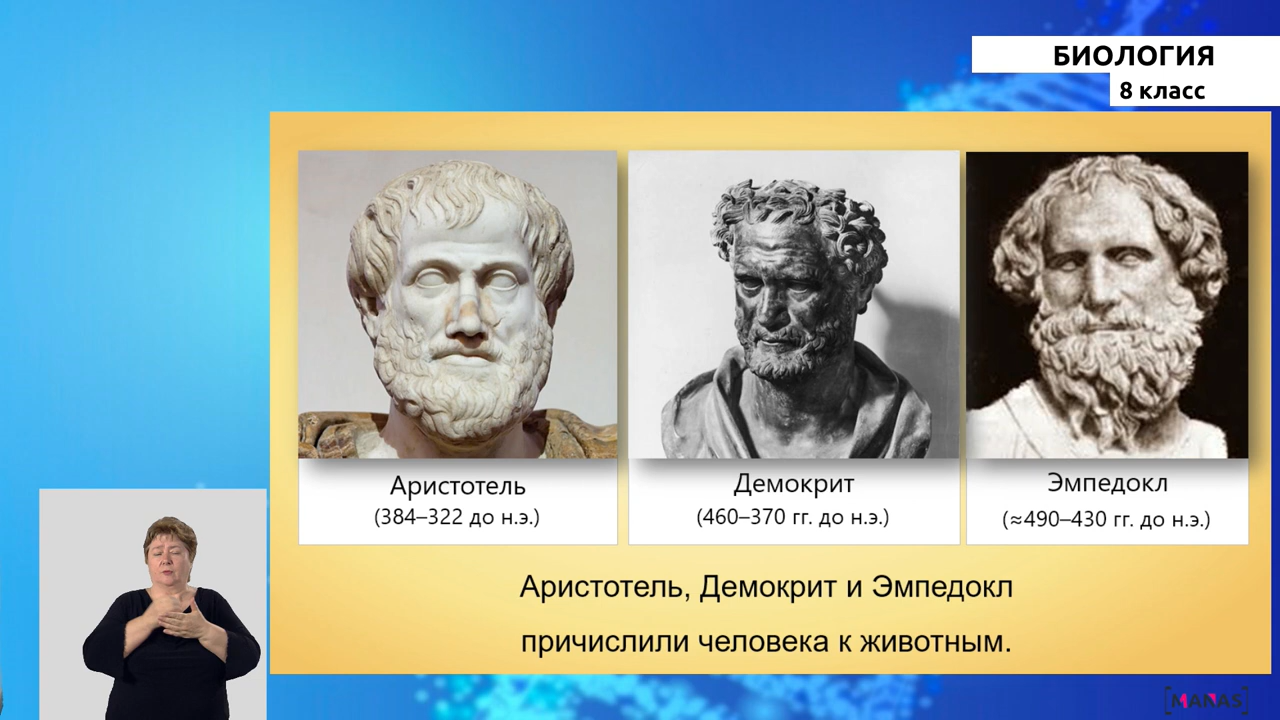 БИОЛОГИЯ
8 класс
Аристотель
(384–322 до н.э.)
Демокрит
(460–370 гг. до н.э.)
Эмпедокл
(≈490–430 гг. до н.э.)
Аристотель, Демокрит и Эмпедокл
причислили человека к животным.
[MANAS]